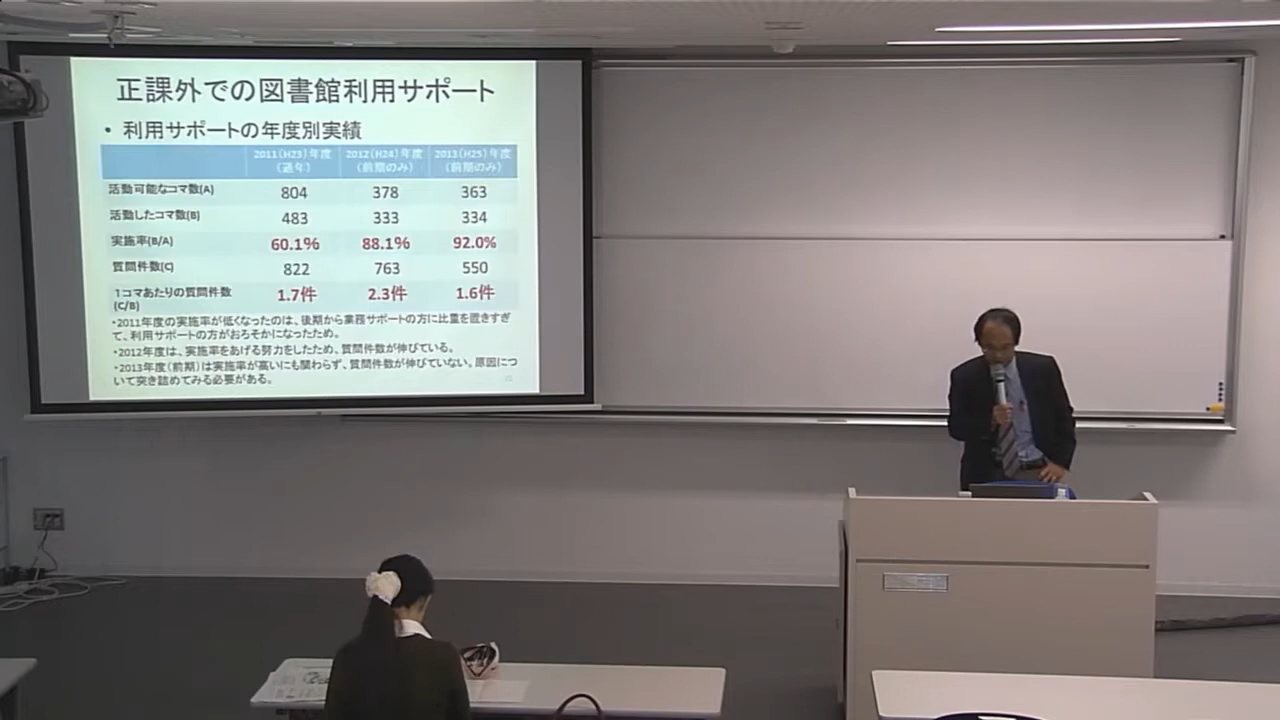 正課外での図書館利用サポート
• 利用サポートの年度別実績
2011(H23)年度 2012(H24)年度 2013(H25)年度
(通年) (前期のみ) (前期のみ)
活動可能なコマ数(A) 804 378 363
活動したコマ数(B) 483 333 334
実施率(B/A) 60.1% 88.1% 92.0%
質問件数(C) 822 763 550
1コマあたりの質問件数 1.7件 2.3件 1.6件
(C/B)
・2011年度の実施率が低くなったのは、後期から業務サポートの方に比重を置きすぎ
て、利用サポートの方がおろそかになったため。
・2012年度は、実施率をあげる努力をしたため、質問件数が伸びている。
・2013年度(前期)は実施率が高いにも関わらず、質問件数が伸びていない。原因につ
いて突き詰めてみる必要がある。